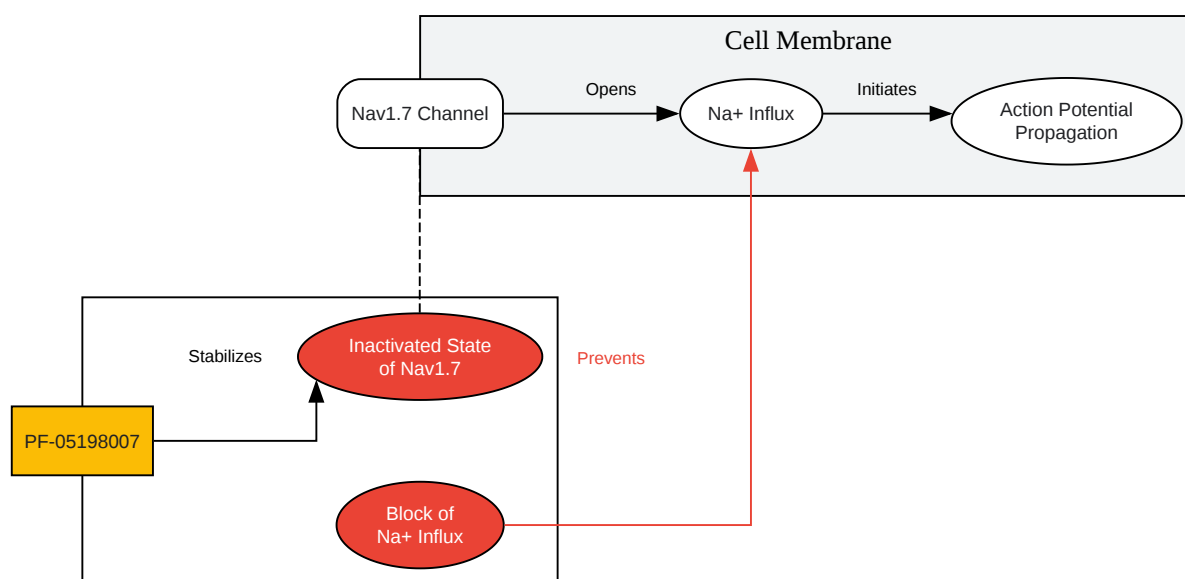 Cell Membrane
Nav1.7 Channel
Opens
Na+ Influx
Initiates
Action Potential
Propagation
Stabilizes
Inactivated State
of Nav1.7
Prevents
PF-05198007
Block of
Na+ Influx